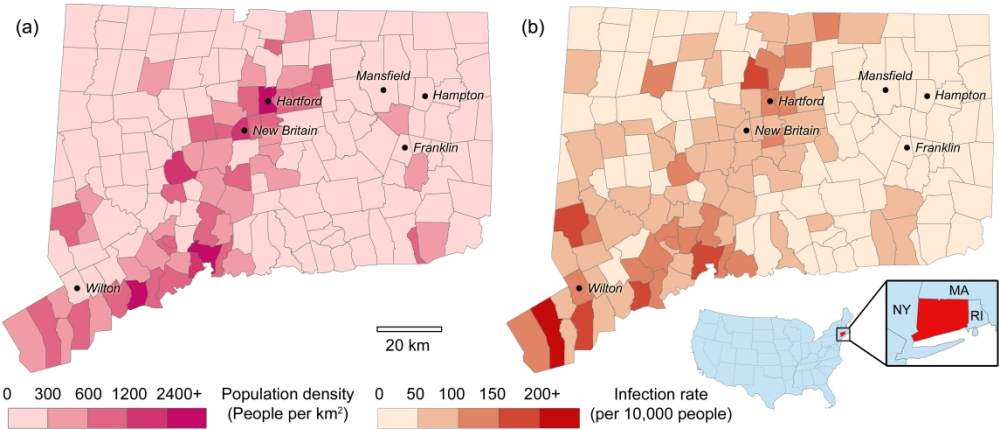 (a)
Mansfield
Hampton
Hartford
New Britain
Franklin
Wilton
20 km
0 300 600 1200 2400+
Population density
(People per km²)
(b)
Mansfield
Hampton
Hartford
New Britain
Franklin
Wilton
MA
NY
RI
0 50 100 150 200+
Infection rate
(per 10,000 people)